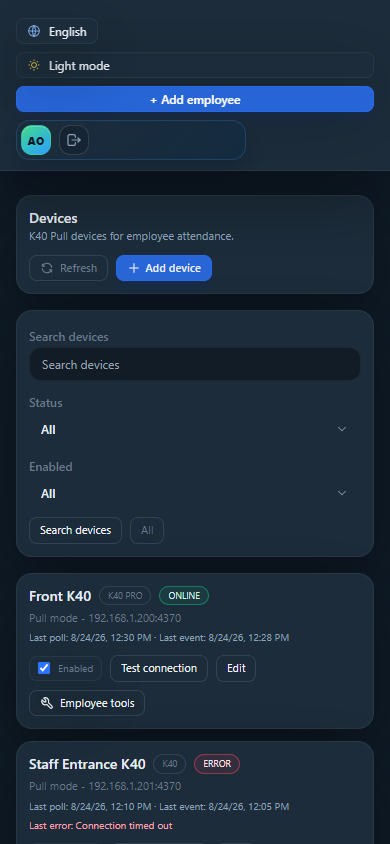 English
Light mode
+ Add employee
AO
Devices
K40 Pull devices for employee attendance.
Refresh
Add device
Search devices
Search devices
Status
All
Enabled
All
Search devices
All
Front K40
K40 PRO
ONLINE
Pull mode - 192.168.1.200:4370
Last poll: 8/24/26, 12:30 PM · Last event: 8/24/26, 12:28 PM
Enabled
Test connection
Edit
Employee tools
Staff Entrance K40
K40
ERROR
Pull mode - 192.168.1.201:4370
Last poll: 8/24/26, 12:10 PM · Last event: 8/24/26, 12:05 PM
Last error: Connection timed out